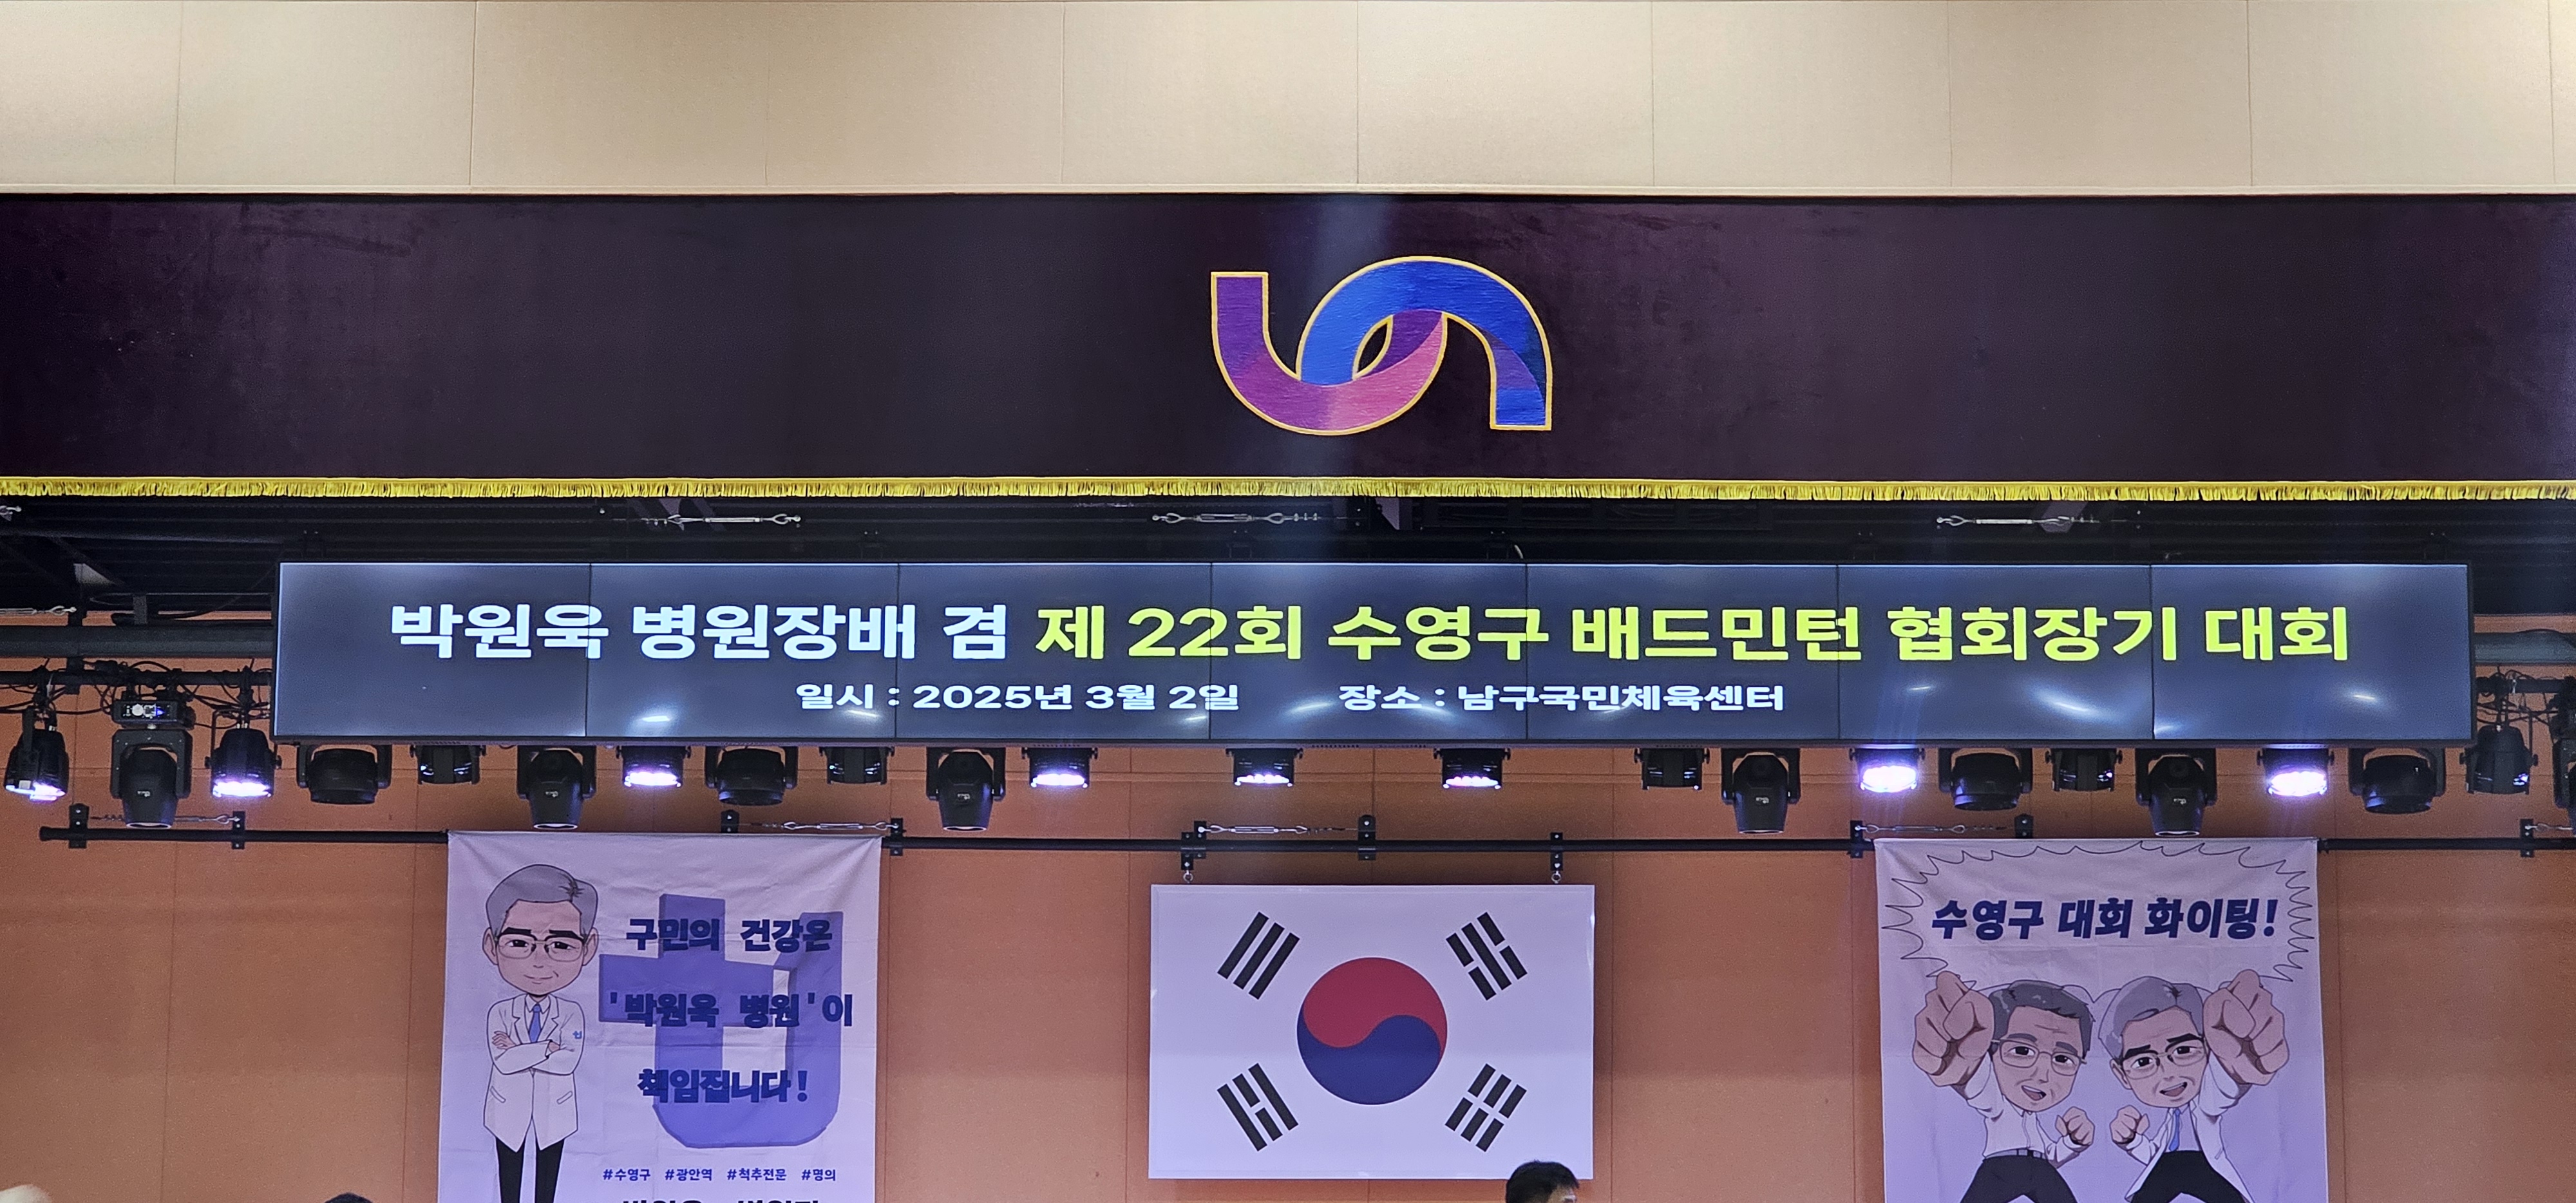 박원욱 병원장배 겸 제 22회 수영구 배드민턴 협회장기 대회
일시 : 2025년 3월 2일 장소 : 남구국민체육센터
구민의 건강은
'박원욱 병원'이
책임집니다!
#수영구 #광안역 #척추전문 #명의
수영구 대회 화이팅!